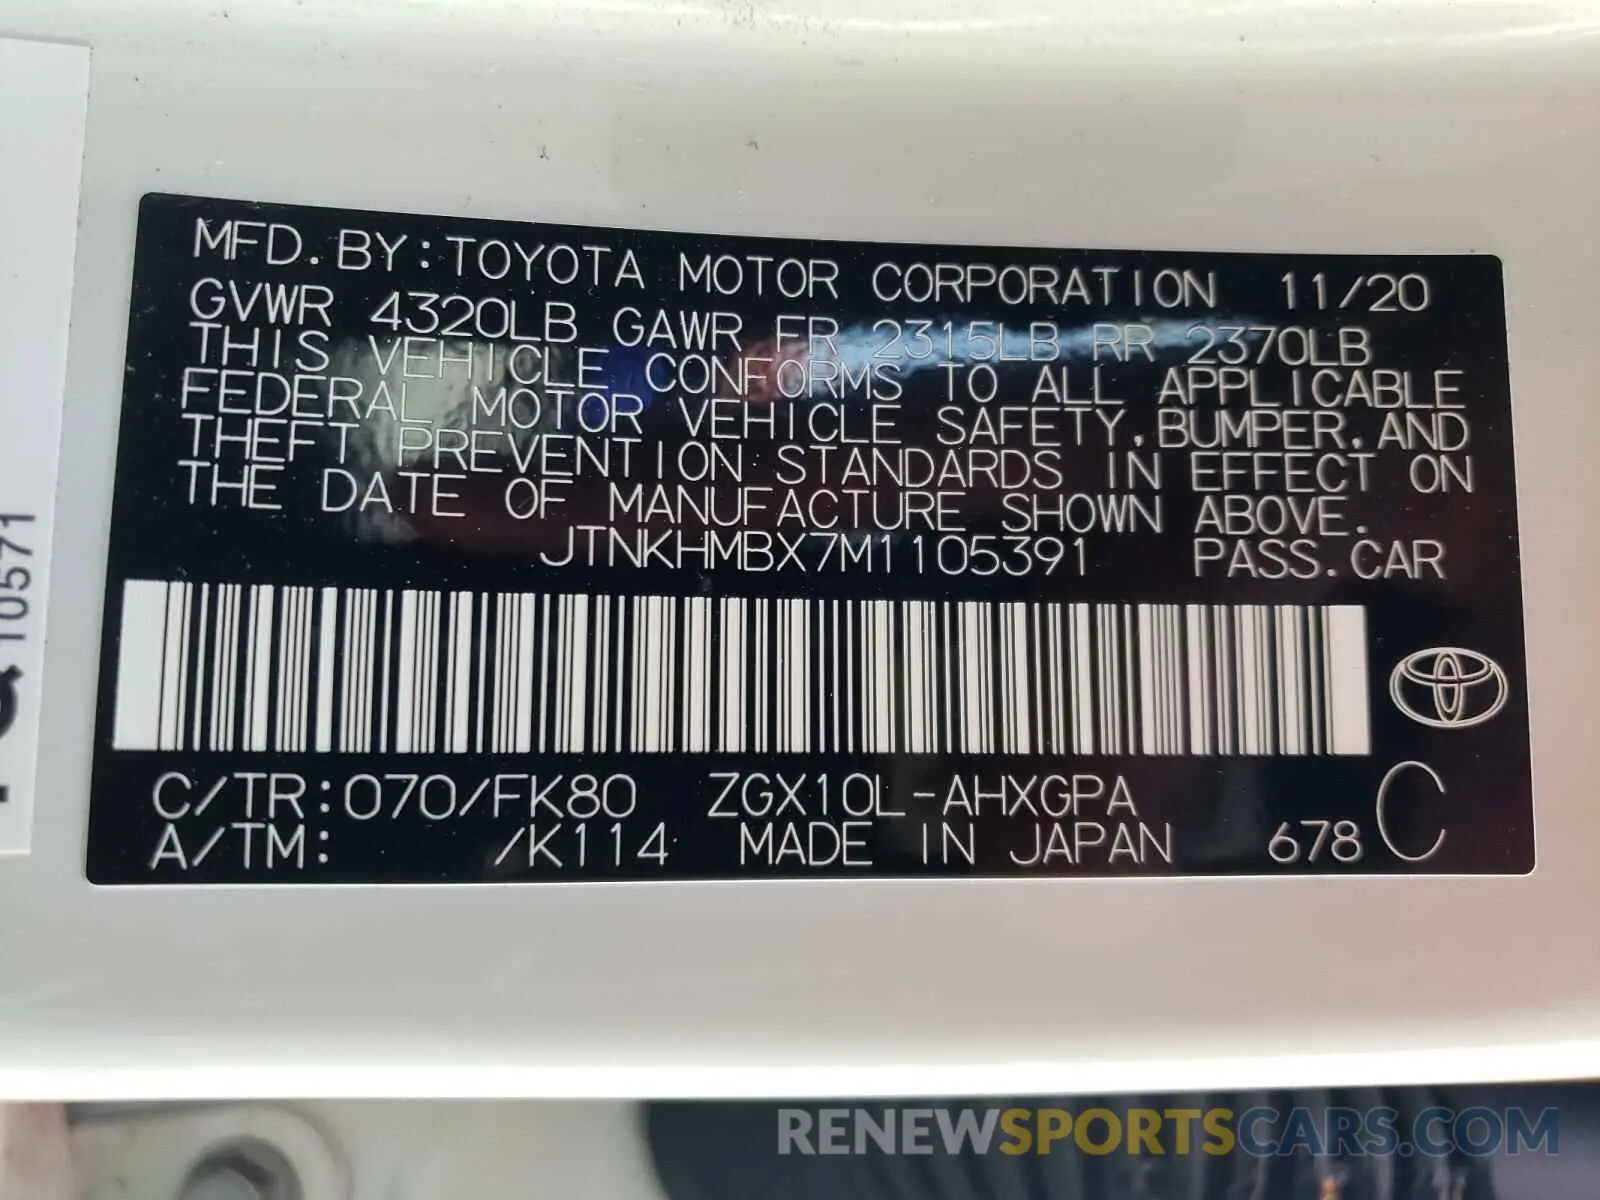 MFD. BY: TOYOTA MOTOR CORPORATION 11/20
GVWR 4320LB GAWR FR 2315LB RR 2370LB
THIS VEHICLE CONFORMS TO ALL APPLICABLE
FEDERAL MOTOR VEHICLE SAFETY, BUMPER, AND
THEFT PREVENTION STANDARDS IN EFFECT ON
THE DATE OF MANUFACTURE SHOWN ABOVE.
JTNKHMBX7M1105391 PASS. CAR
C/TR: 070/FK80 ZGX10L-AHXGPA C
A/TM: /K114 MADE IN JAPAN 678
10571
RENEWSPORTSCARS.COM